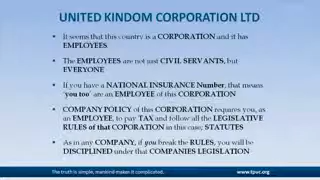 UNITED KINDOM CORPORATION LTD
• It seems that this country is a CORPORATION and it has
EMPLOYEES
• The EMPLOYEES are not just CIVIL SERVANTS, but
EVERYONE
• If you have a NATIONAL INSURANCE Number, that means
"you too" are an EMPLOYEE of this CORPORATION
• COMPANY POLICY of this CORPORATION requires you, as
an EMPLOYEE, to pay TAX and follow all the LEGISLATIVE
RULES of that COPORATION in this case; STATUTES
• As in any COMPANY, if you break the RULES, you will be
DISCIPLINED under that COMPANIES LEGISLATION
The truth is simple, mankind makes it complicated.
www.tpuc.org